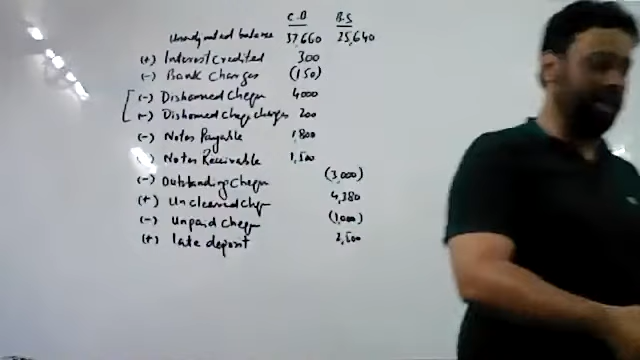 C.B B.S
Unadjusted balance 37,660 25,640
(+) Interest credited 300
(-) Bank Charges (150)
(-) Dishonored Cheque 4000
(-) Dishonored Cheque charges 200
(-) Notes Payable 1,800
Notes Receivable 1,500
(-) Outstanding Cheque (3,000)
(+) Uncleared chqr 4,380
(-) Unpaid cheque (1,000)
(+) late deposit 2,500